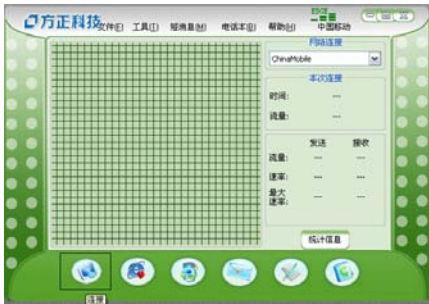 方正科技
文件(F) 工具(T) 短消息(M) 电话本(B) 帮助(H)
EDGE
中国移动
网络连接
ChinaMobile
本次连接
时间: ---
流量: ---
发送 接收
流量: --- ---
速率: --- ---
最大速率: --- ---
统计信息
连接